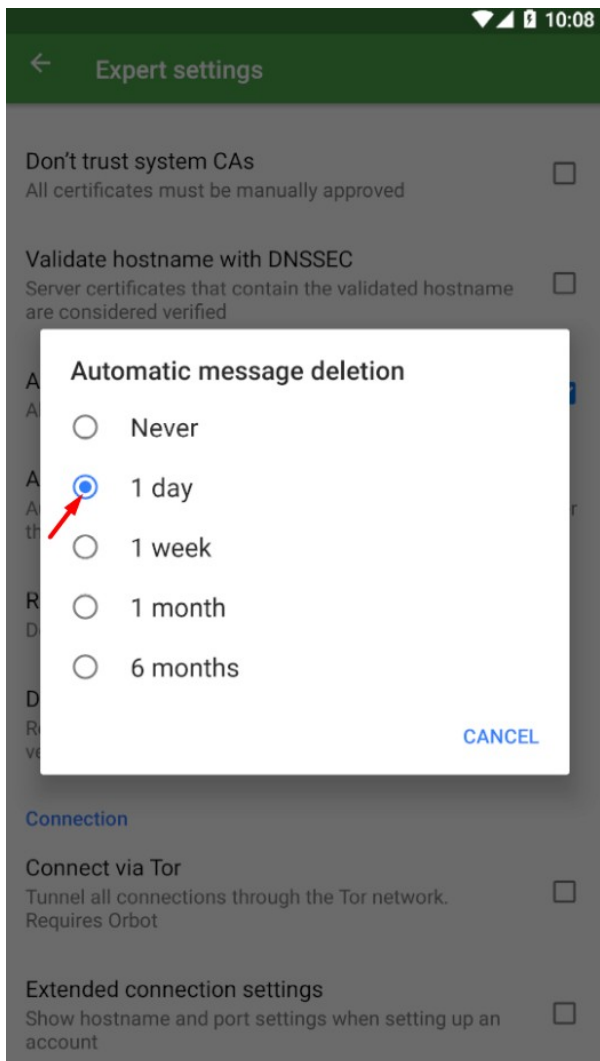 10:08
Expert settings
Don't trust system CAs
All certificates must be manually approved
Validate hostname with DNSSEC
Server certificates that contain the validated hostname
are considered verified
Automatic message deletion
Never
1 day
1 week
1 month
6 months
CANCEL
Connection
Connect via Tor
Tunnel all connections through the Tor network.
Requires Orbot
Extended connection settings
Show hostname and port settings when setting up an
account